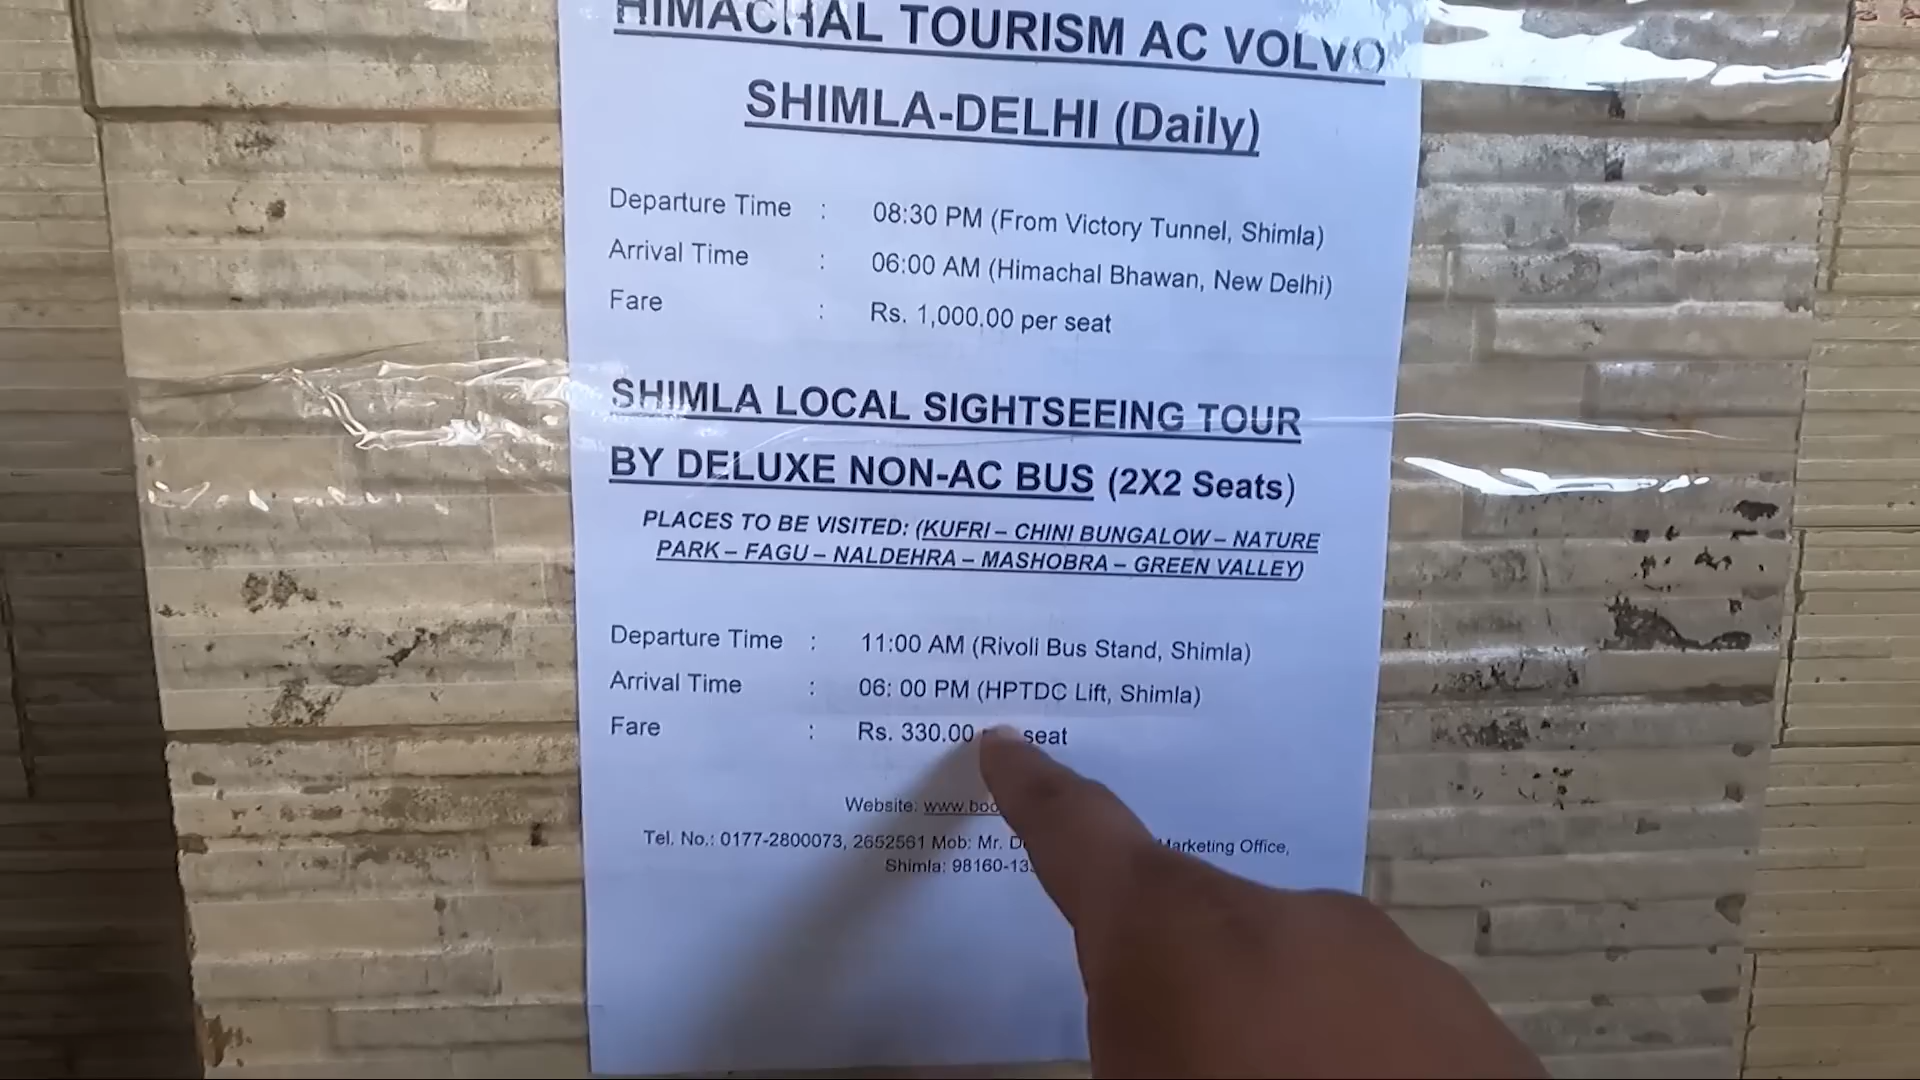 HIMACHAL TOURISM AC VOLVO
SHIMLA-DELHI (Daily)
Departure Time : 08:30 PM (From Victory Tunnel, Shimla)
Arrival Time : 06:00 AM (Himachal Bhawan, New Delhi)
Fare : Rs. 1,000.00 per seat
SHIMLA LOCAL SIGHTSEEING TOUR
BY DELUXE NON-AC BUS (2X2 Seats)
PLACES TO BE VISITED: (KUFRI – CHINI BUNGALOW – NATURE
PARK – FAGU – NALDEHRA – MASHOBRA – GREEN VALLEY)
Departure Time : 11:00 AM (Rivoli Bus Stand, Shimla)
Arrival Time : 06: 00 PM (HPTDC Lift, Shimla)
Fare : Rs. 330.00 seat
Website:
Tel. No.: 0177-2800073, 2652561 Mob: Mr. Marketing Office,
Shimla: